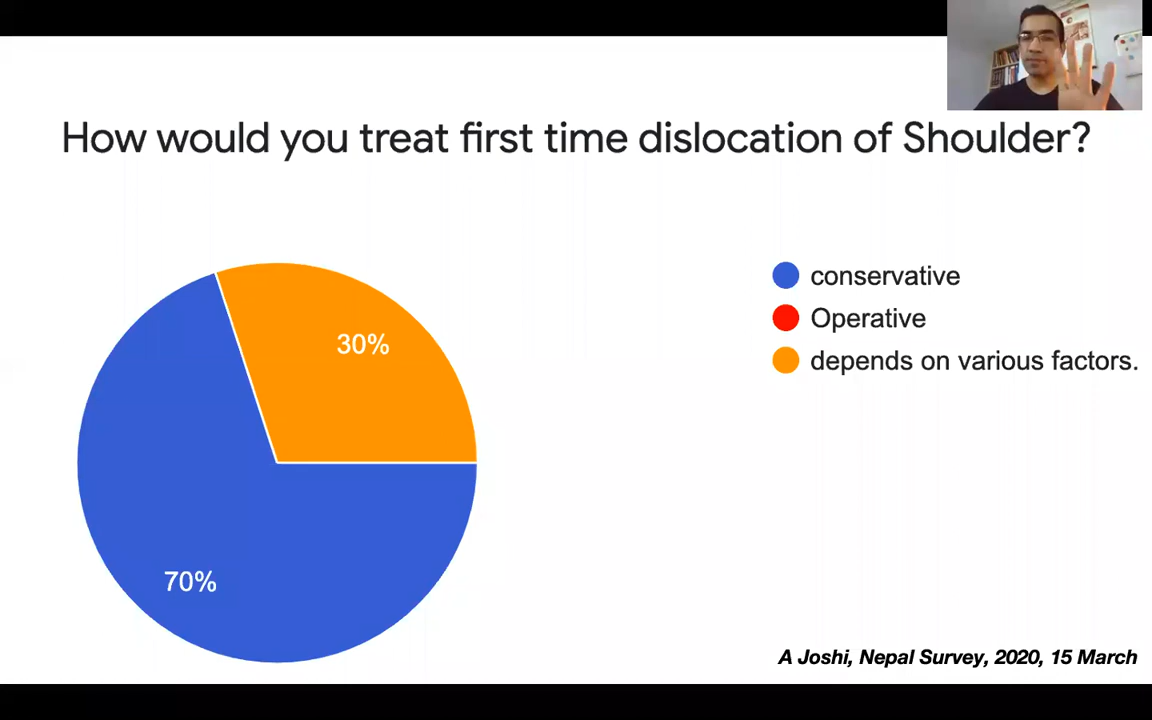 How would you treat first time dislocation of Shoulder?
conservative
Operative
depends on various factors.
30%
70%
A Joshi, Nepal Survey, 2020, 15 March